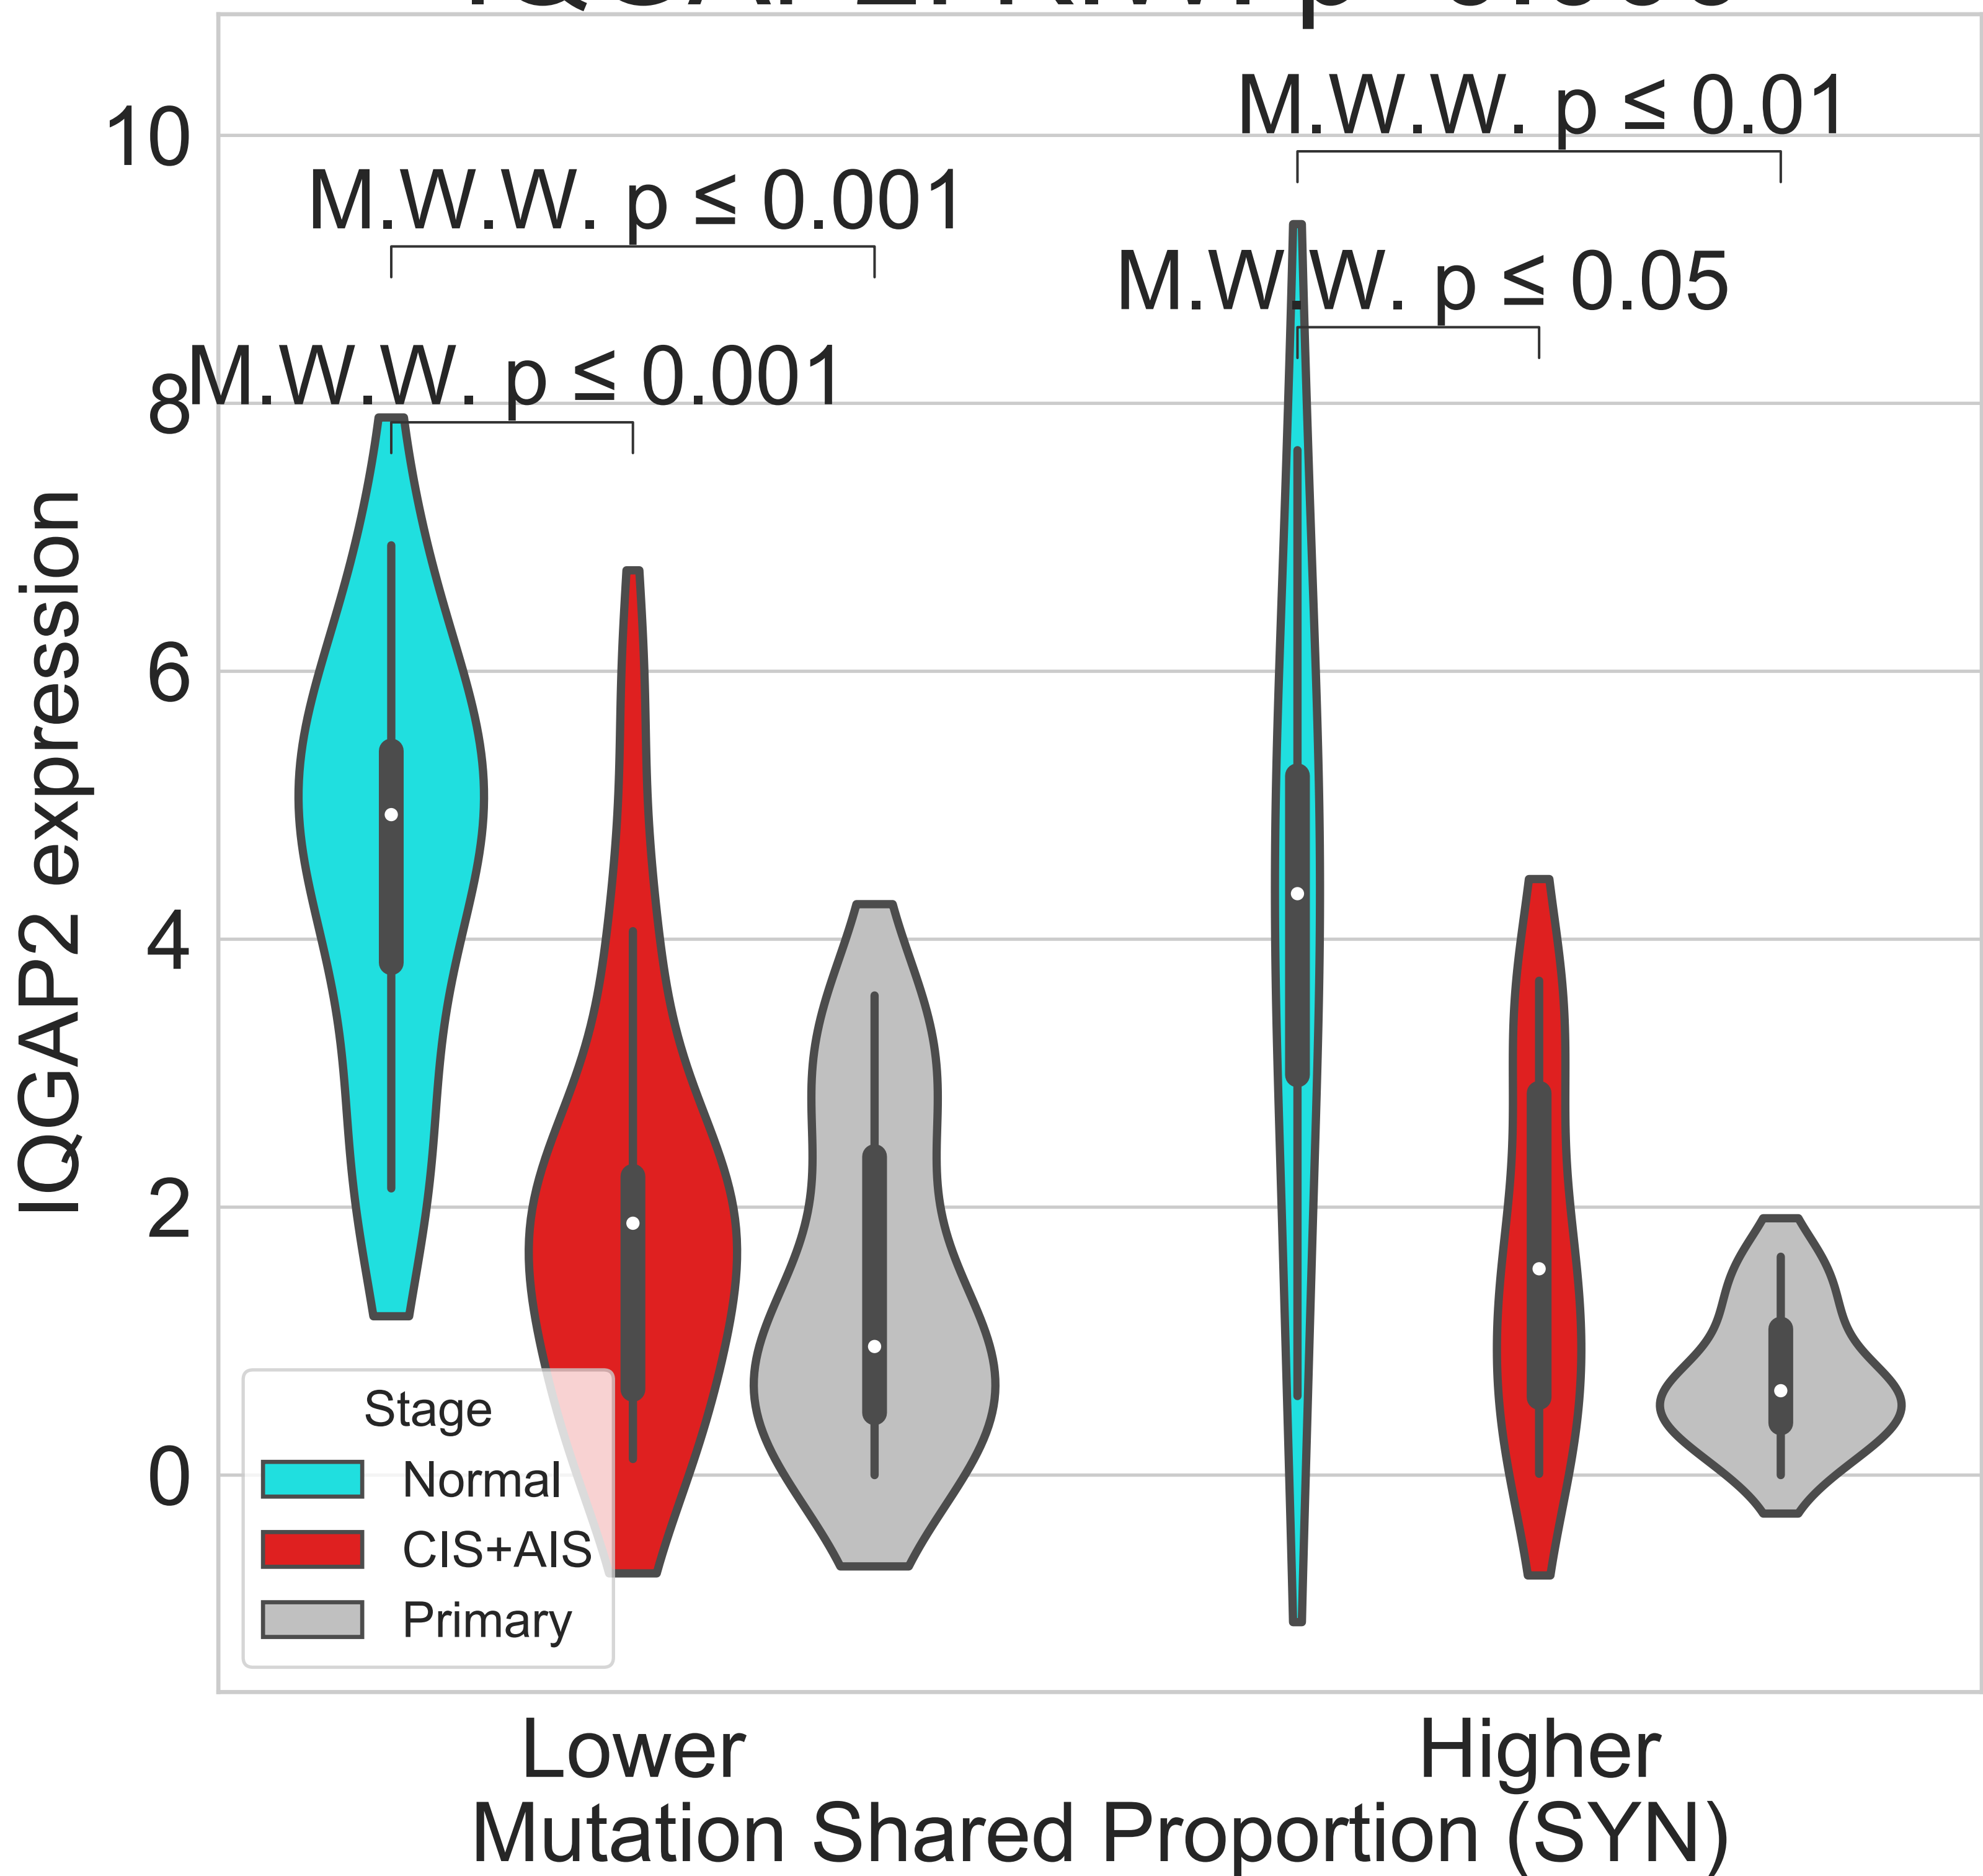 M.W.W. p ≤ 0.01
10
M.W.W. p ≤ 0.001
M.W.W. p ≤ 0.05
M.W.W. p ≤ 0.001
8
6
4
2
0
IQGAP2 expression
Stage
Normal
CIS+AIS
Primary
Lower
Higher
Mutation Shared Proportion (SYN)